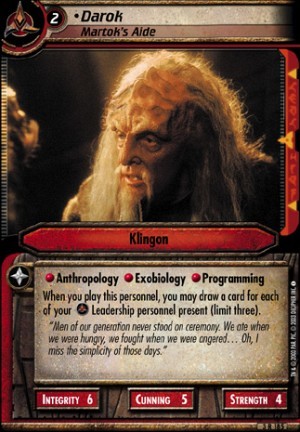 2 • Darok
Martok's Aide
Klingon
• Anthropology • Exobiology • Programming
When you play this personnel, you may draw a card for each
of your Leadership personnel present (limit three).
"Men of our generation never stood on ceremony. We ate when
we were hungry, we fought when we were angered... Oh, I
miss the simplicity of those days."
INTEGRITY 6 CUNNING 5 STRENGTH 4